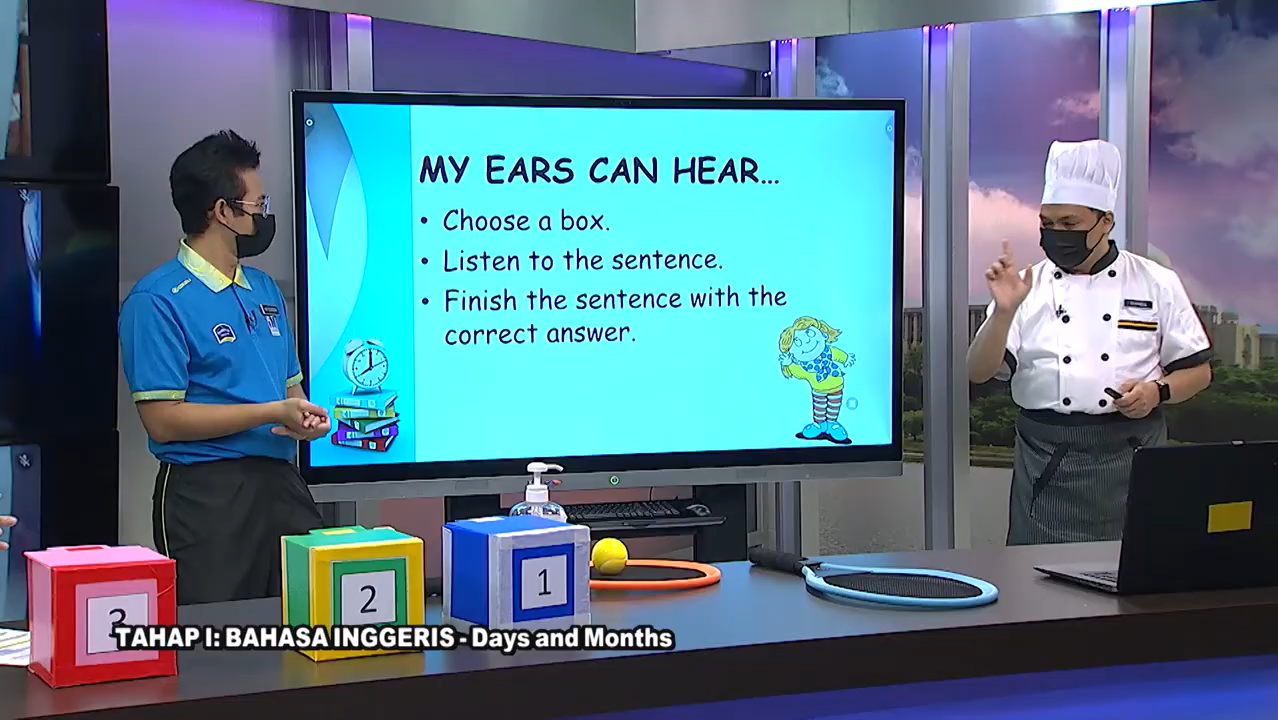 MY EARS CAN HEAR...
• Choose a box.
• Listen to the sentence.
• Finish the sentence with the
correct answer.
3
2
1
TAHAP I: BAHASA INGGERIS - Days and Months